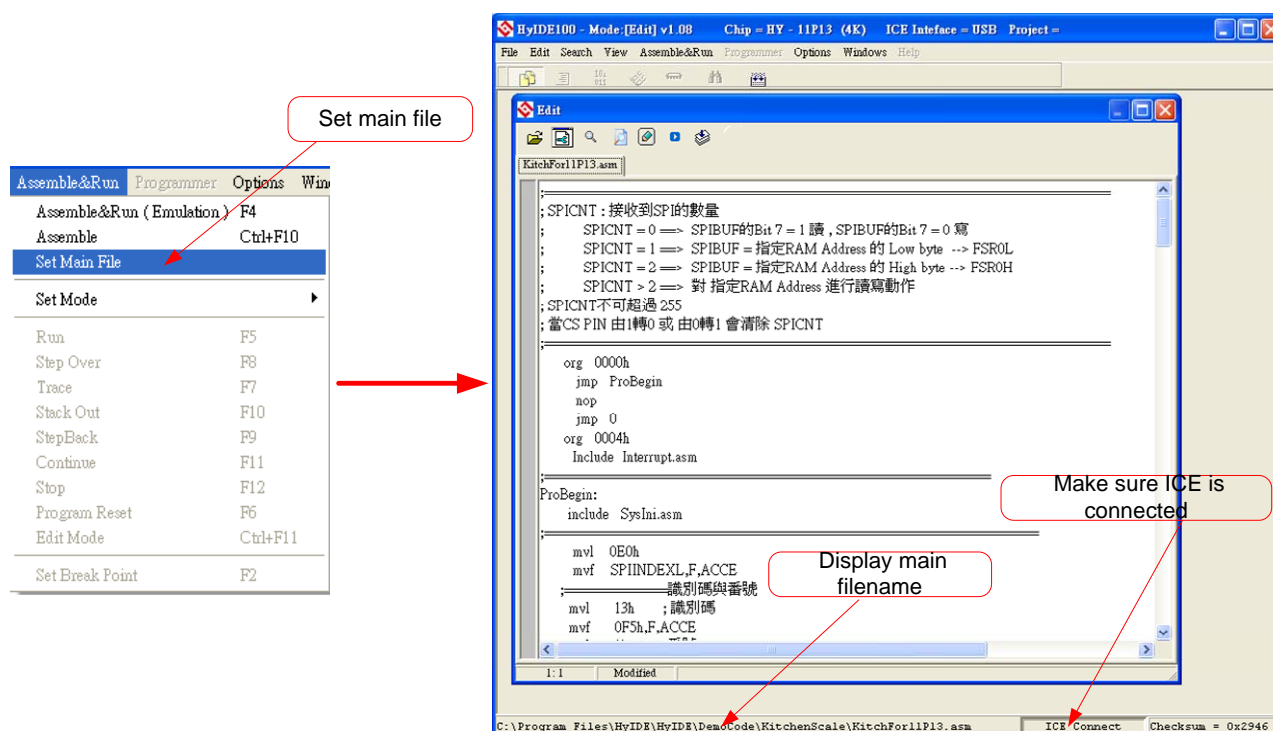 Set main file
Assemble&Run Programmer Options Win
Assemble&Run ( Emulation ) F4
Assemble Ctrl+F10
Set Main File
Set Mode
Run F5
Step Over F8
Trace F7
Stack Out F10
StepBack F9
Continue F11
Stop F12
Program Reset F6
Edit Mode Ctrl+F11
Set Break Point F2
HyIDE100 - Mode:[Edit] v1.08 Chip = HY - 11P13 (4K) ICE Inteface = USB Project =
File Edit Search View Assemble&Run Programmer Options Windows Help
Edit
KitchFor11P13.asm
;
; SPICNT : 接收到SPI的數量
; SPICNT = 0 ==> SPIBUF的Bit 7 = 1 讀 , SPIBUF的Bit 7 = 0 寫
; SPICNT = 1 ==> SPIBUF = 指定RAM Address 的 Low byte --> FSR0L
; SPICNT = 2 ==> SPIBUF = 指定RAM Address 的 High byte --> FSR0H
; SPICNT > 2 ==> 對 指定RAM Address 進行讀寫動作
; SPICNT不可超過 255
; 當CS PIN 由1轉0 或 由0轉1 會清除 SPICNT
;
org 0000h
jmp ProBegin
nop
jmp 0
org 0004h
Include Interrupt.asm
;
ProBegin:
include SysIni.asm
;
mvl 0E0h
mvf SPIINDEXL,F,ACCE
;識別碼與番號
mvl 13h ; 識別碼
mvf 0F5h,F,ACCE
Make sure ICE is
connected
Display main
filename
1: 1 Modified
C:\Program Files\HyIDE\HyIDE\DemoCode\KitchenScale\KitchFor11P13.asm ICE Connect Checksum = 0x2946